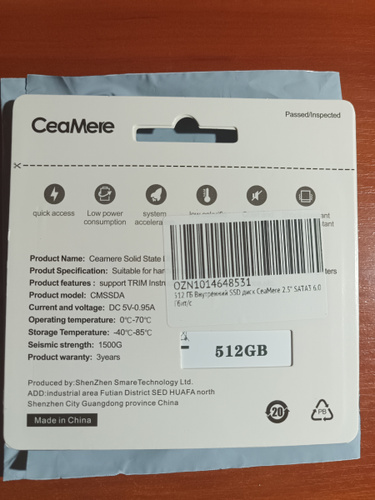 Passed/Inspected
CeaMere
quick access
Low power
consumption
system
accelera
Product Name: Ceamere Solid State
Produt Specification: Suitable for har
ters
Product features : support TRIM Instr
Product model: CMSSDA
Current and voltage: DC 5V-0.95A
Operating temperature: 0℃-70℃
Storage Temperature: -40℃-85℃
Seismic strength: 1500G
Product waranty: 3years
OZN1014648531
512 ГБ Внутренний SSD диск CeaMere 2.5" SATA3 6.0
Гбит/с
512GB
Produced by:ShenZhen SmareTechnology Ltd.
ADD:industrial area Futian District SED HUAFA north
Shenzhen City Guangdong province China
Made in China
20
PB